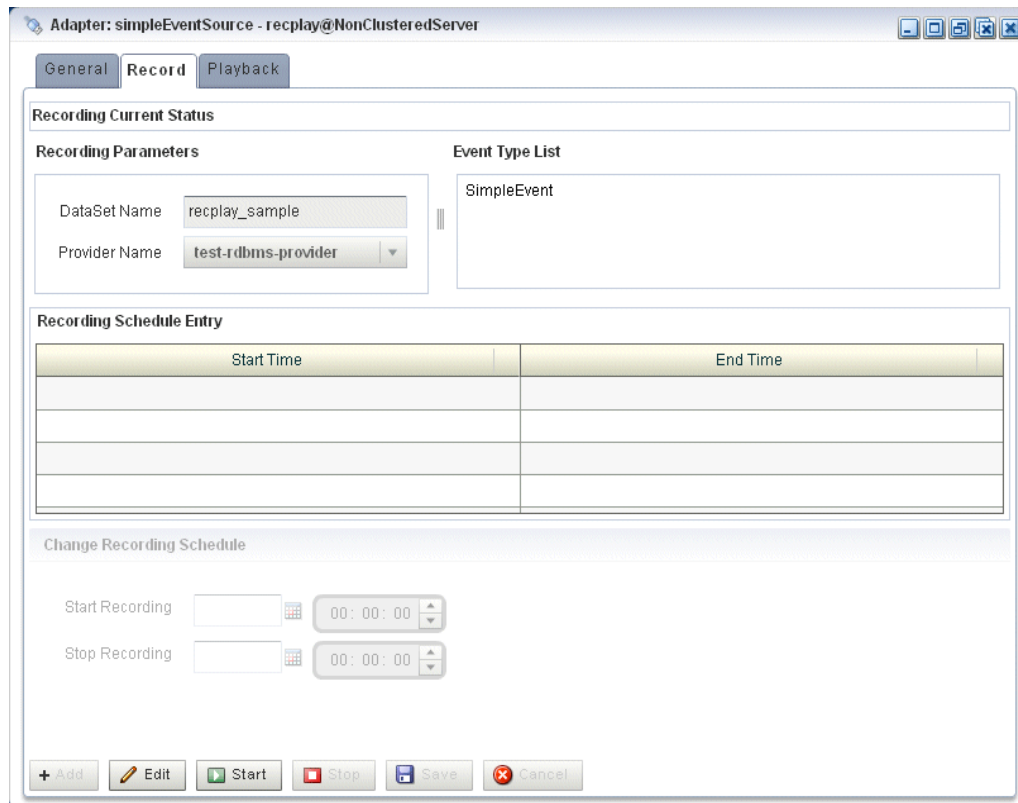 Adapter: simpleEventSource - recplay@NonClusteredServer
General Record Playback
Recording Current Status
Recording Parameters
Event Type List
DataSet Name recplay_sample
Provider Name test-rdbms-provider
SimpleEvent
Recording Schedule Entry
Start Time End Time
Change Recording Schedule
Start Recording 00: 00: 00
Stop Recording 00: 00: 00
+ Add Edit Start Stop Save Cancel